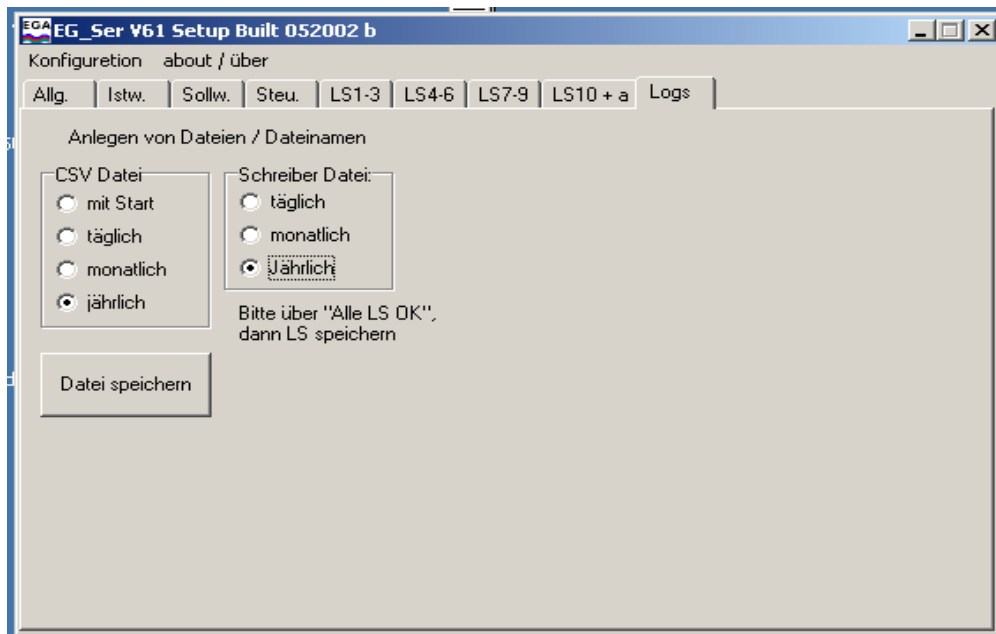 EGA EG_Ser V61 Setup Built 052002 b
Konfiguretion about / über
Allg. Istw. Sollw. Steu. LS1-3 LS4-6 LS7-9 LS10 + a Logs
Anlegen von Dateien / Dateinamen
CSV Datei
mit Start
täglich
monatlich
jährlich
Schreiber Datei:
täglich
monatlich
Jährlich
Bitte über "Alle LS OK",
dann LS speichern
Datei speichern